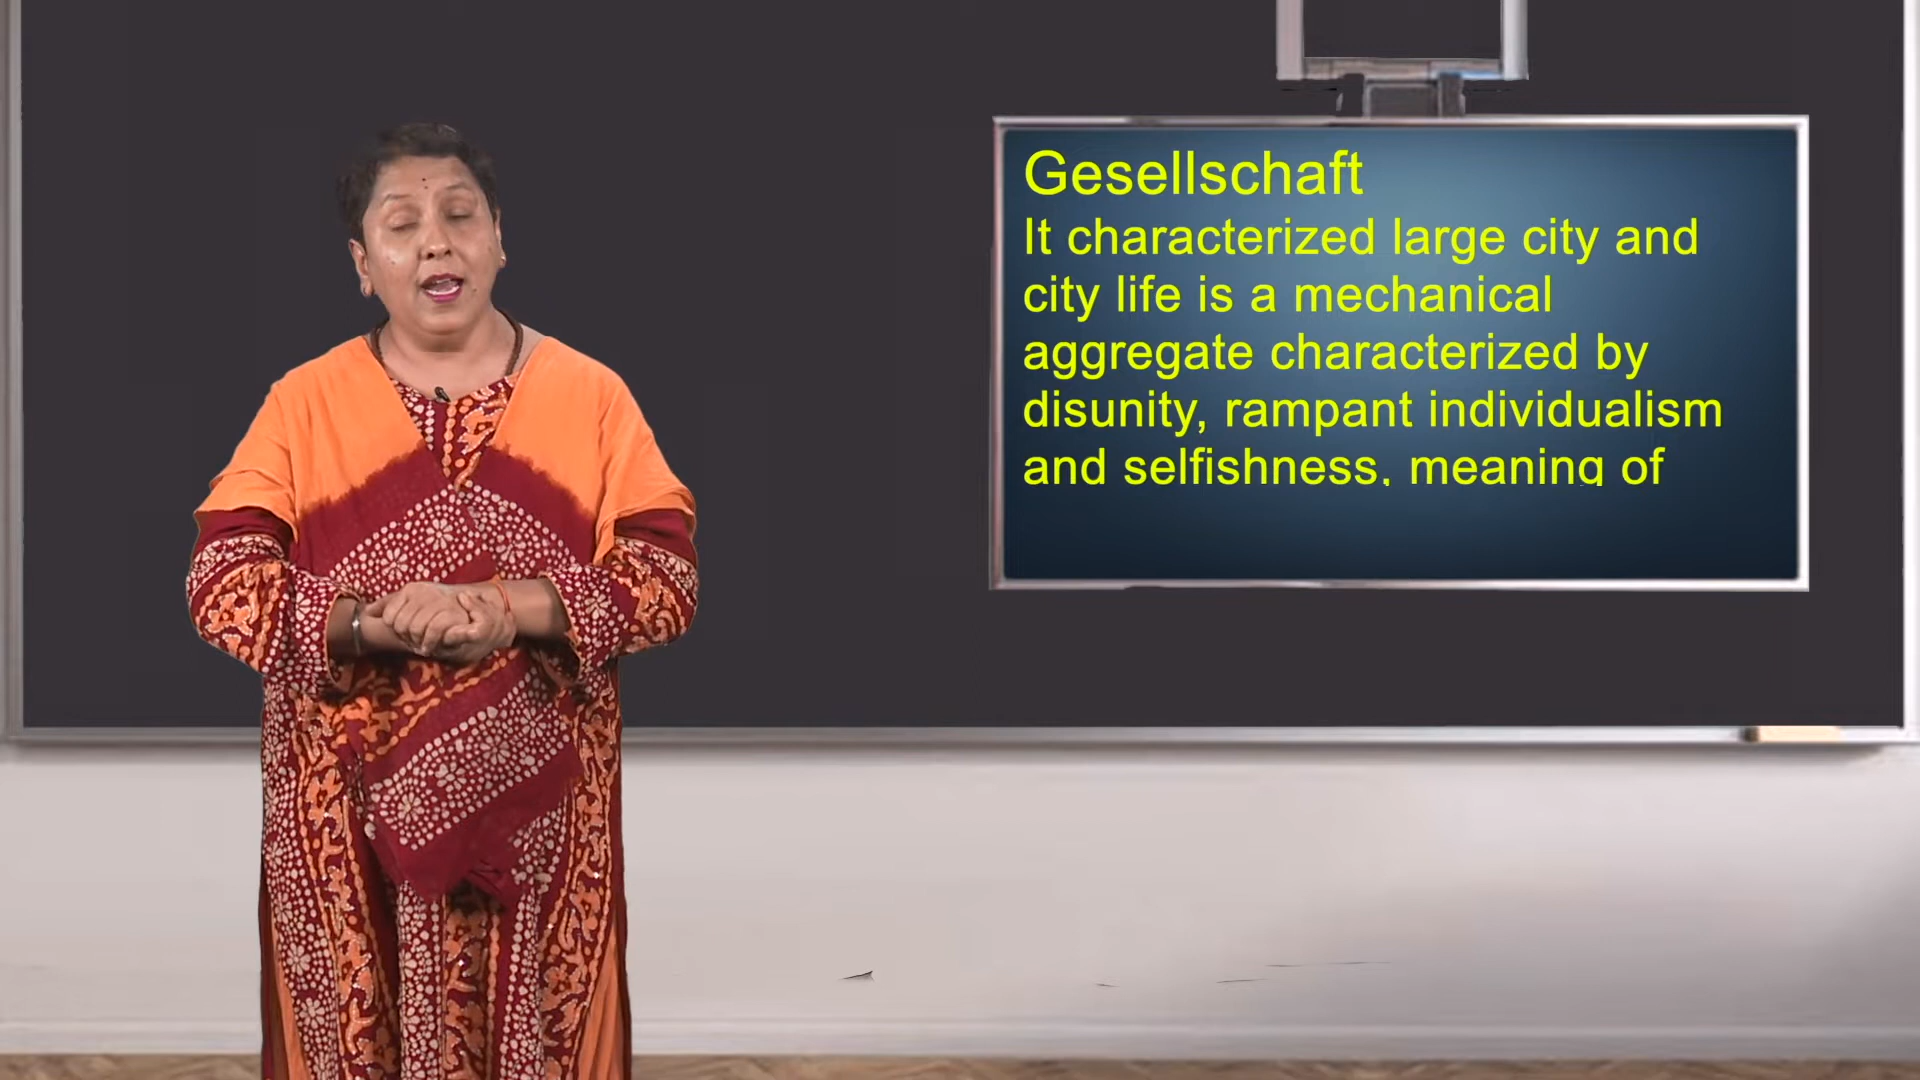 Gesellschaft
It characterized large city and
city life is a mechanical
aggregate characterized by
disunity, rampant individualism
and selfishness, meaning of